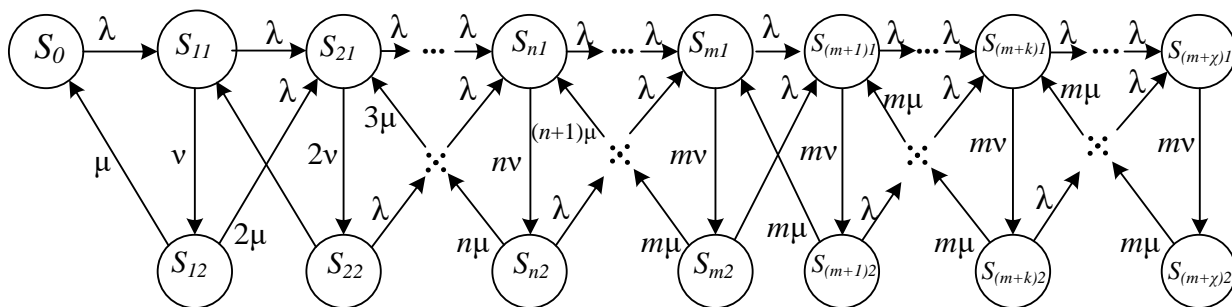 λ λ λ ... λ λ ... λ λ λ ... λ λ ... λ
S0 S11 S21 Sn1 Sm1 S(m+1)1 S(m+k)1 S(m+χ)1
λ λ λ λ λ λ
3μ (n+1)μ mμ mμ
μ ν 2ν nν mν mν mν mν
λ λ λ λ
2μ nμ mμ mμ mμ mμ
S12 S22 Sn2 Sm2 S(m+1)2 S(m+k)2 S(m+χ)2